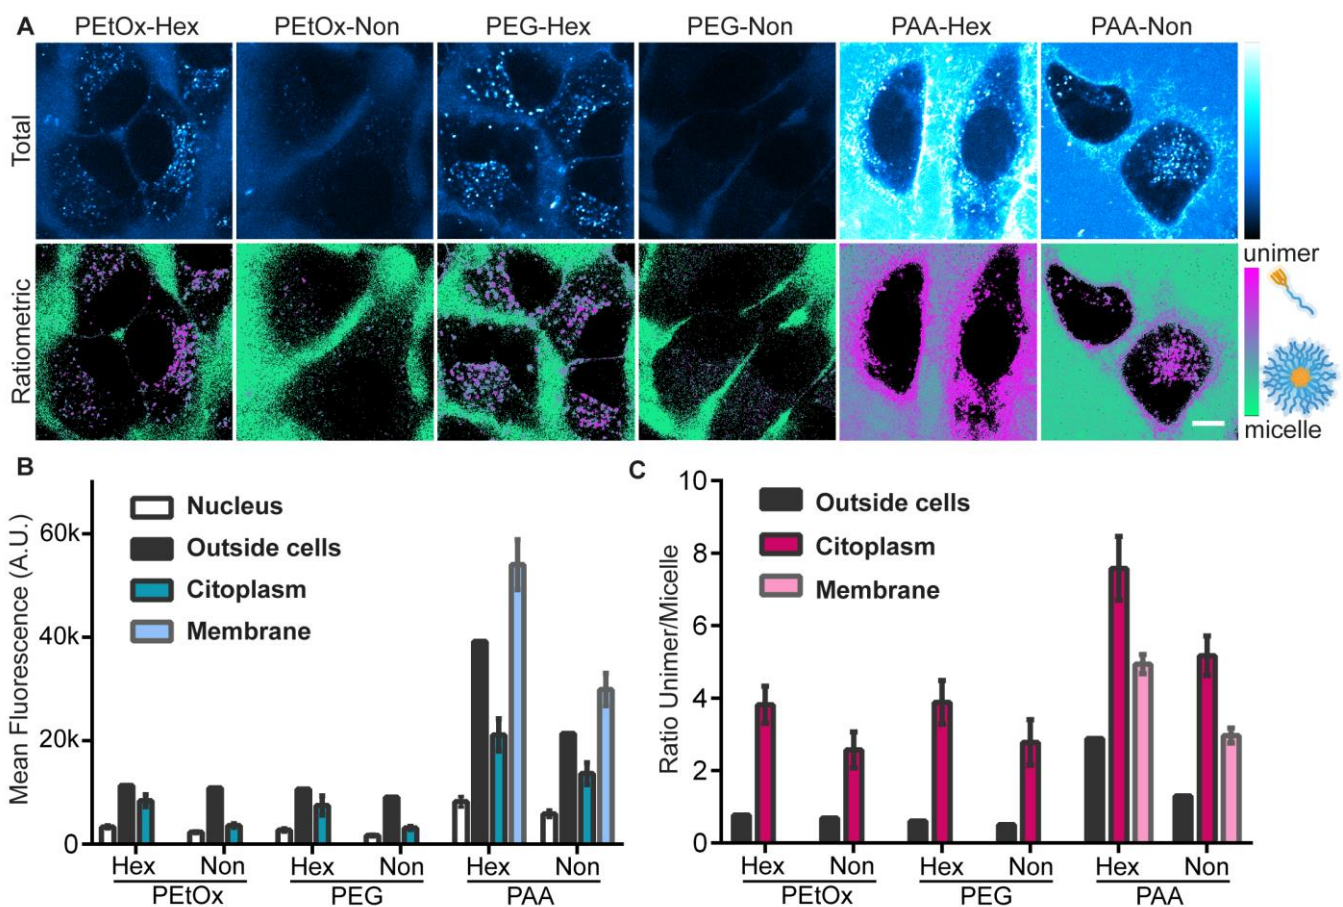 A
PEtOx-Hex PEtOx-Non PEG-Hex PEG-Non PAA-Hex PAA-Non
Total
Ratiometric
unimer
micelle
B
Mean Fluorescence (A.U.)
60k
40k
20k
0
Nucleus
Outside cells
Citoplasm
Membrane
Hex Non Hex Non Hex Non
PEtOx PEG PAA
C
Ratio Unimer/Micelle
10
8
6
4
2
0
Outside cells
Citoplasm
Membrane
Hex Non Hex Non Hex Non
PEtOx PEG PAA